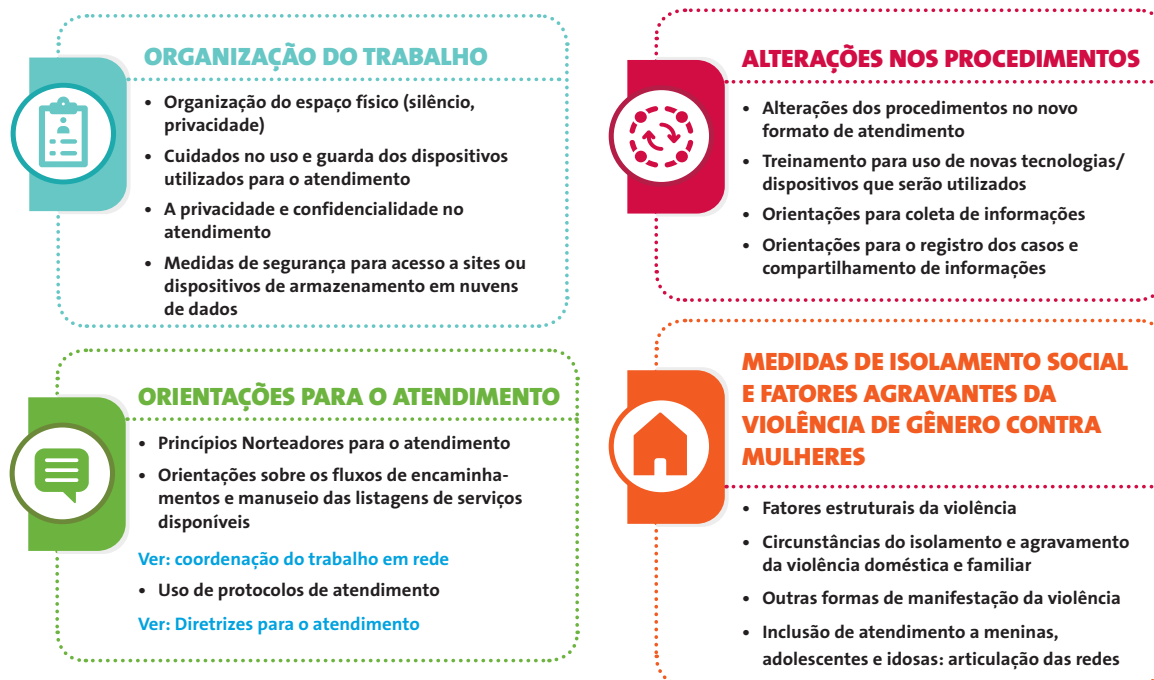 ORGANIZAÇÃO DO TRABALHO
• Organização do espaço físico (silêncio,
privacidade)
• Cuidados no uso e guarda dos dispositivos
utilizados para o atendimento
• A privacidade e confidencialidade no
atendimento
• Medidas de segurança para acesso a sites ou
dispositivos de armazenamento em nuvens
de dados
ALTERAÇÕES NOS PROCEDIMENTOS
• Alterações dos procedimentos no novo
formato de atendimento
• Treinamento para uso de novas tecnologias/
dispositivos que serão utilizados
• Orientações para coleta de informações
• Orientações para o registro dos casos e
compartilhamento de informações
ORIENTAÇÕES PARA O ATENDIMENTO
• Princípios Norteadores para o atendimento
• Orientações sobre os fluxos de encaminha-
mentos e manuseio das listagens de serviços
disponíveis
Ver: coordenação do trabalho em rede
• Uso de protocolos de atendimento
Ver: Diretrizes para o atendimento
MEDIDAS DE ISOLAMENTO SOCIAL
E FATORES AGRAVANTES DA
VIOLÊNCIA DE GÊNERO CONTRA
MULHERES
• Fatores estruturais da violência
• Circunstâncias do isolamento e agravamento
da violência doméstica e familiar
• Outras formas de manifestação da violência
• Inclusão de atendimento a meninas,
adolescentes e idosas: articulação das redes